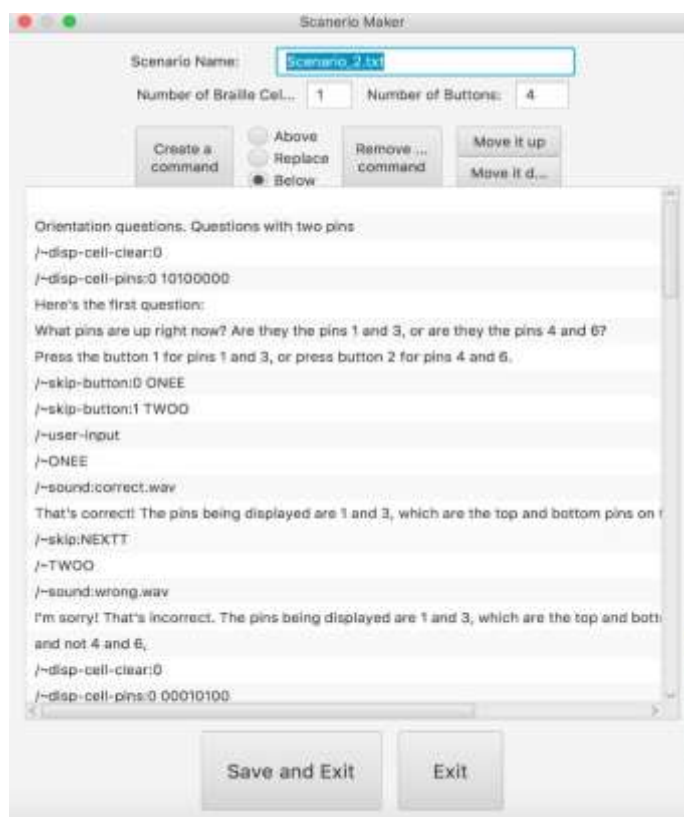 Scanerio Maker
Scenario Name: Scenario_2.txt
Number of Braille Cel... 1 Number of Buttons: 4
Create a command
Above
Replace
Below
Remove ... command
Move it up
Move it d...
Orientation questions. Questions with two pins
/~disp-cell-clear:0
/~disp-cell-pins:0 10100000
Here's the first question:
What pins are up right now? Are they the pins 1 and 3, or are they the pins 4 and 6?
Press the button 1 for pins 1 and 3, or press button 2 for pins 4 and 6.
/~skip-button:0 ONEE
/~skip-button:1 TWOO
/~user-input
/~ONEE
/~sound:correct.wav
That's correct! The pins being displayed are 1 and 3, which are the top and bottom pins on
/~skip:NEXTT
/~TWOO
/~sound:wrong.wav
I'm sorry! That's incorrect. The pins being displayed are 1 and 3, which are the top and bott
and not 4 and 6,
/~disp-cell-clear:0
/~disp-cell-pins:0 00010100
Save and Exit
Exit